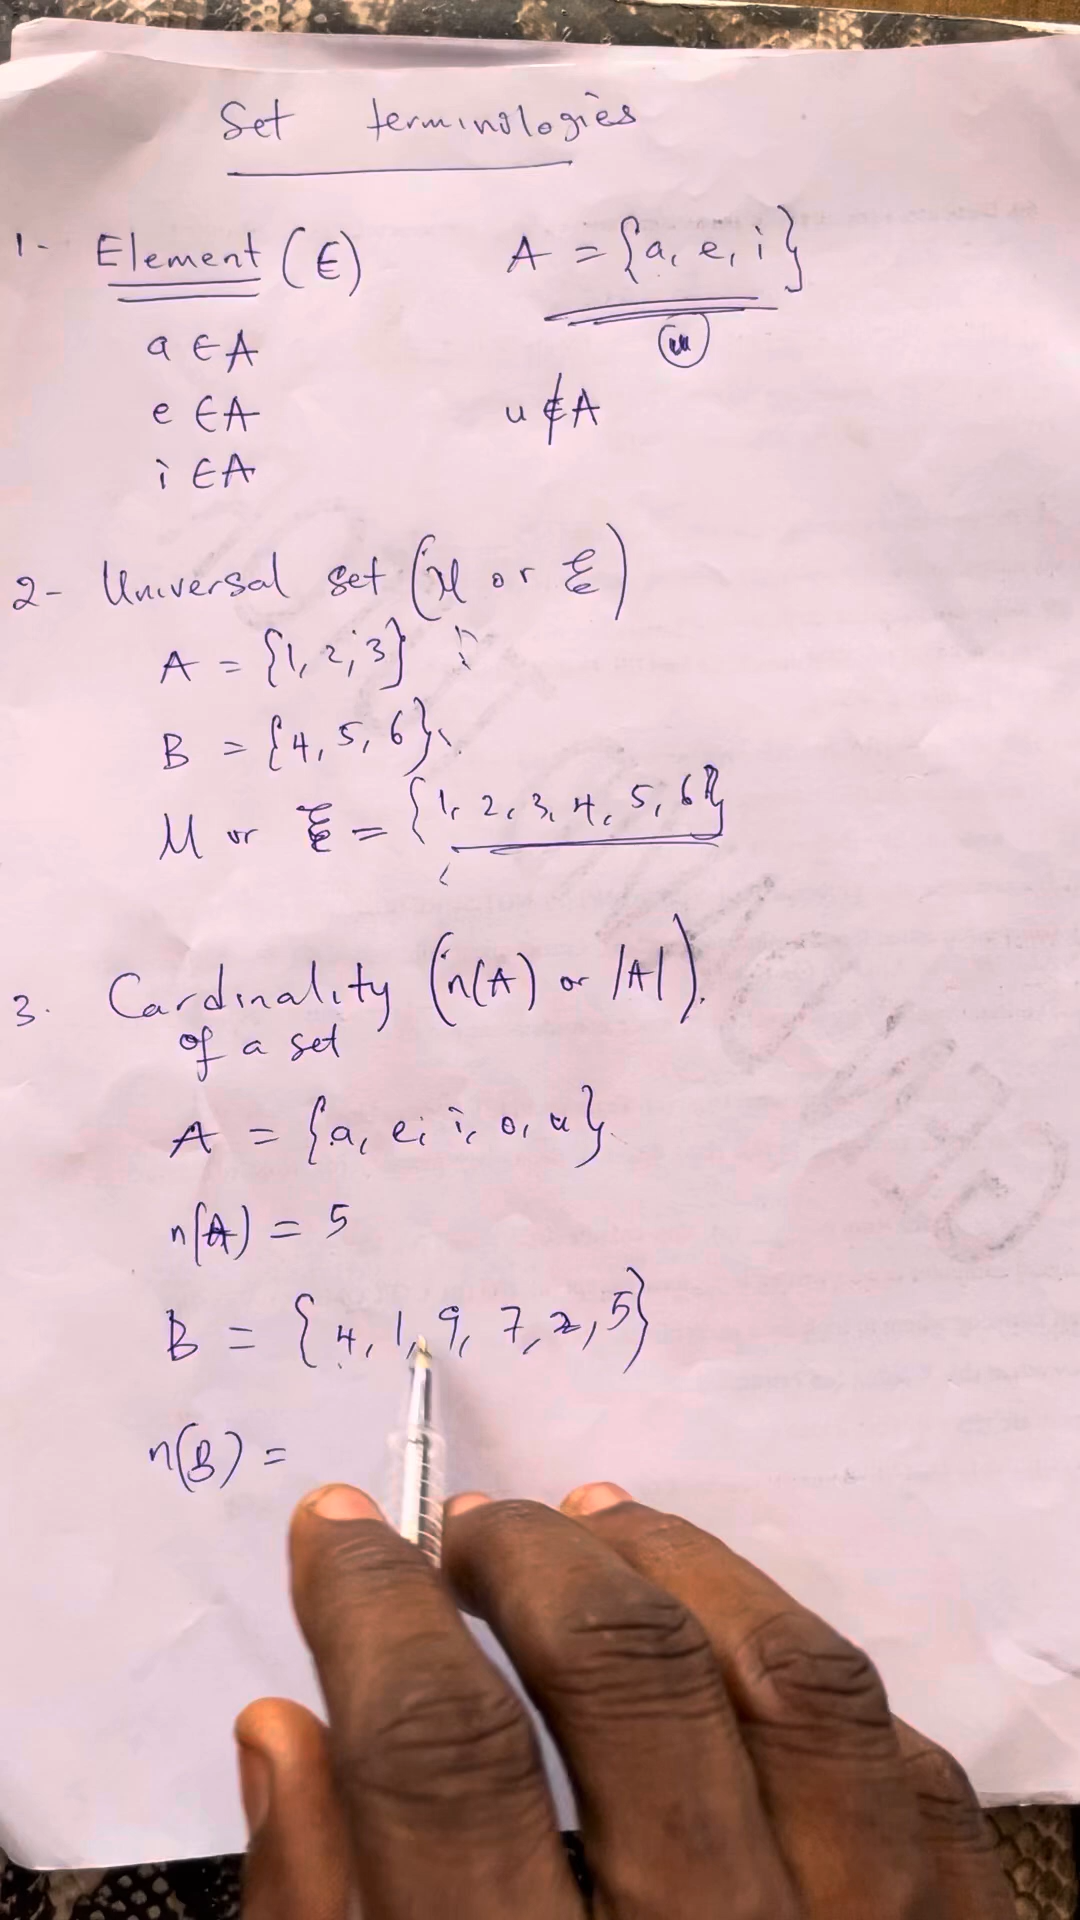 Set terminologies
1- Element (∈) A = {a, e, i}
a ∈ A
e ∈ A u ∉ A
i ∈ A
2- Universal set (μ or ξ)
A = {1, 2, 3}
B = {4, 5, 6}
μ or ξ = {1, 2, 3, 4, 5, 6}
3. Cardinality (n(A) or |A|).
of a set
A = {a, e, i, o, u}
n(A) = 5
B = {4, 1, 9, 7, 2, 5}
n(B) =